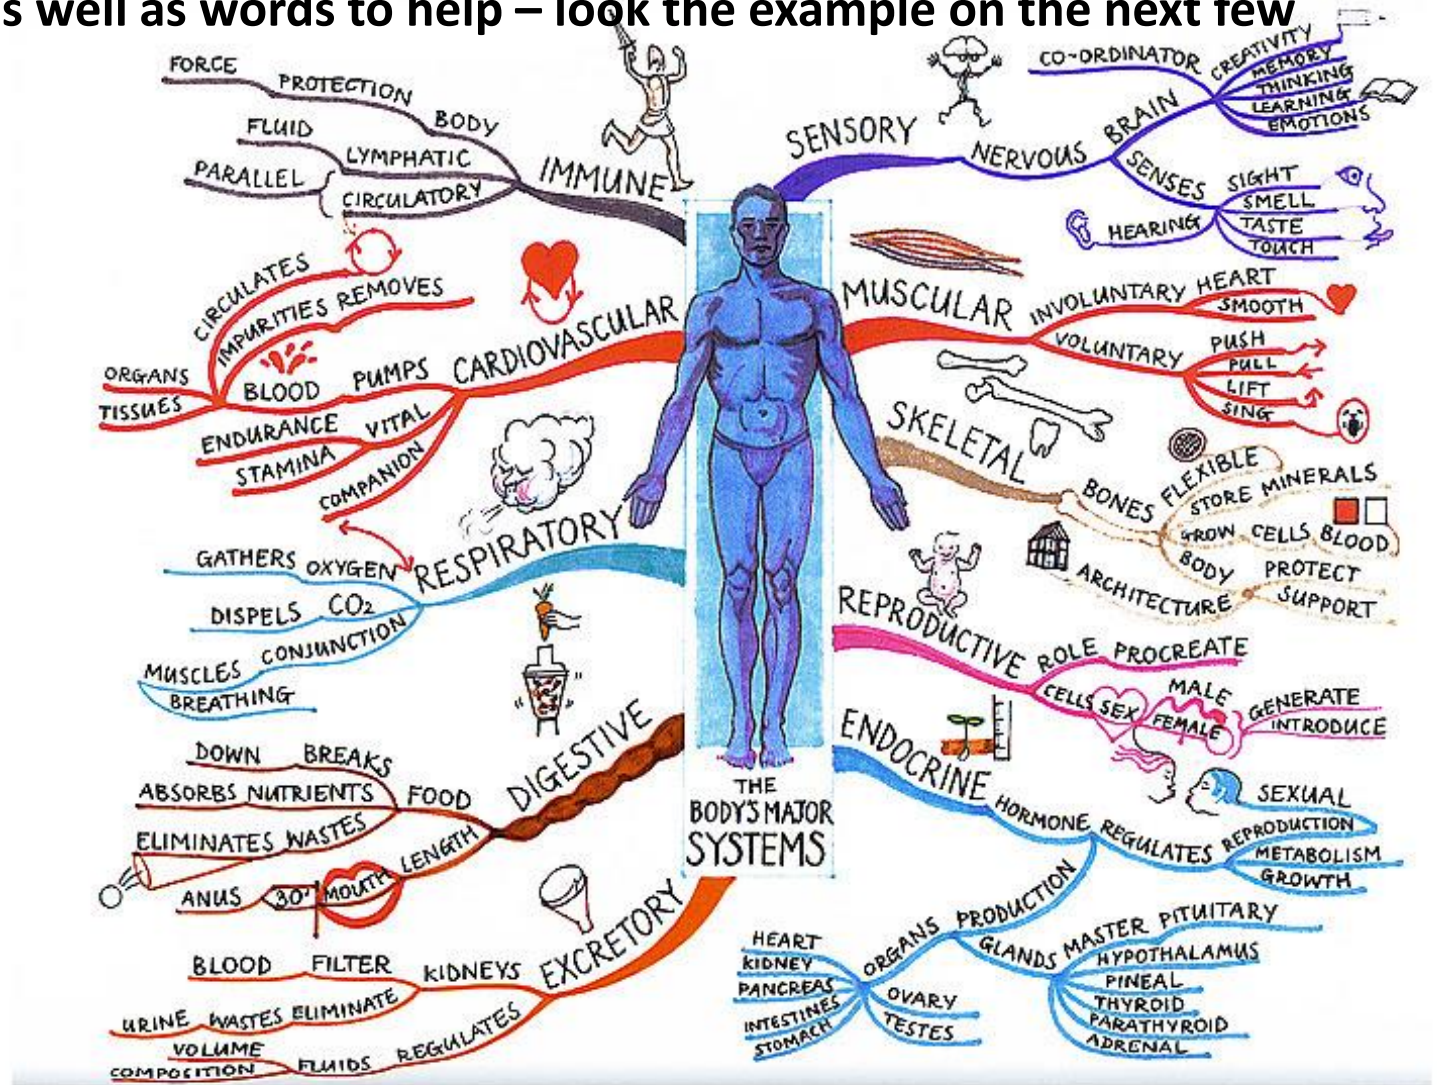 s well as words to help – look the example on the next few
THE
BODY'S MAJOR
SYSTEMS
SENSORY
NERVOUS
BRAIN
CO-ORDINATOR
CREATIVITY
MEMORY
THINKING
LEARNING
EMOTIONS
SENSES
SIGHT
SMELL
TASTE
TOUCH
HEARING
MUSCULAR
INVOLUNTARY
HEART
SMOOTH
VOLUNTARY
PUSH
PULL
LIFT
SING
SKELETAL
BONES
FLEXIBLE
STORE MINERALS
GROW CELLS BLOOD
BODY
ARCHITECTURE
PROTECT
SUPPORT
REPRODUCTIVE
ROLE PROCREATE
CELLS SEX
MALE
FEMALE
GENERATE
INTRODUCE
ENDOCRINE
HORMONE
REGULATES
SEXUAL
REPRODUCTION
METABOLISM
GROWTH
PRODUCTION
GLANDS
MASTER PITUITARY
HYPOTHALAMUS
PINEAL
THYROID
PARATHYROID
ADRENAL
ORGANS
HEART
KIDNEY
PANCREAS
INTESTINES
STOMACH
OVARY
TESTES
EXCRETORY
KIDNEYS
FILTER
BLOOD
ELIMINATE
WASTES
URINE
REGULATES
FLUIDS
VOLUME
COMPOSITION
DIGESTIVE
FOOD
BREAKS
DOWN
ABSORBS NUTRIENTS
ELIMINATES WASTES
LENGTH
MOUTH
30'
ANUS
RESPIRATORY
OXYGEN
GATHERS
CO2
DISPELS
CONJUNCTION
MUSCLES
BREATHING
CARDIOVASCULAR
PUMPS
BLOOD
CIRCULATES
IMPURITIES REMOVES
ORGANS
TISSUES
VITAL
ENDURANCE
STAMINA
COMPANION
IMMUNE
BODY
PROTECTION
FORCE
LYMPHATIC
FLUID
CIRCULATORY
PARALLEL